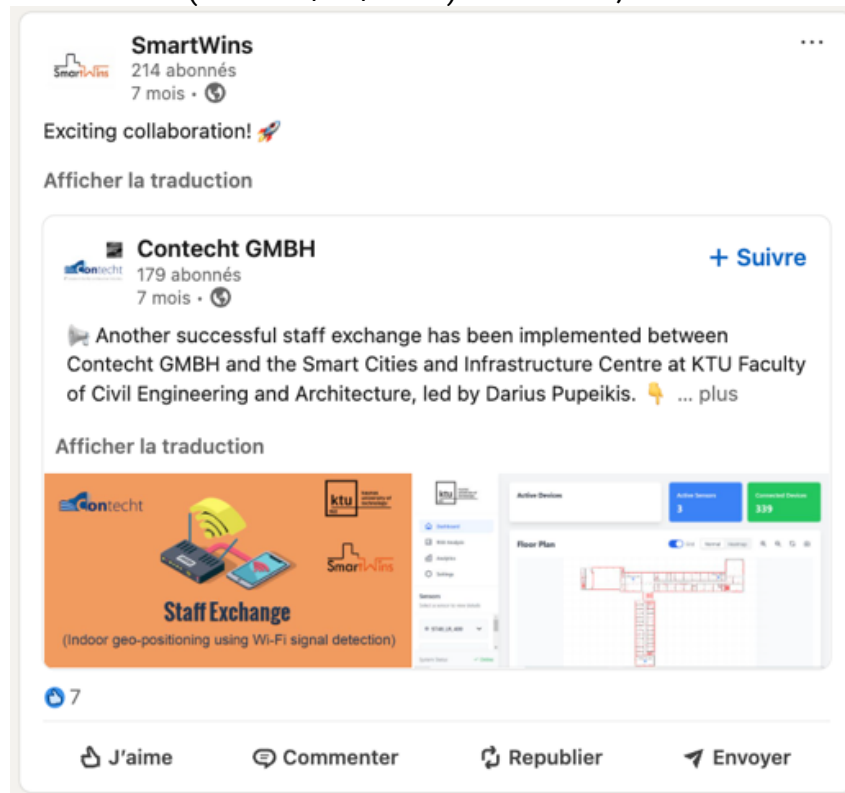 SmartWins
214 abonnés
7 mois •
Exciting collaboration! 🚀
Afficher la traduction
Contecht GMBH
+ Suivre
179 abonnés
7 mois •
📢 Another successful staff exchange has been implemented between
Contecht GMBH and the Smart Cities and Infrastructure Centre at KTU Faculty
of Civil Engineering and Architecture, led by Darius Pupeikis. 👇 ... plus
Afficher la traduction
Contecht
ktu
SmartWins
Staff Exchange
(Indoor geo-positioning using Wi-Fi signal detection)
ktu
Dashboard
Analytics
Settings
Sensors
Active Devices
Active Sensors
3
Connected Devices
339
Floor Plan
Normal
Heatmap
7
J'aime
Commenter
Republier
Envoyer